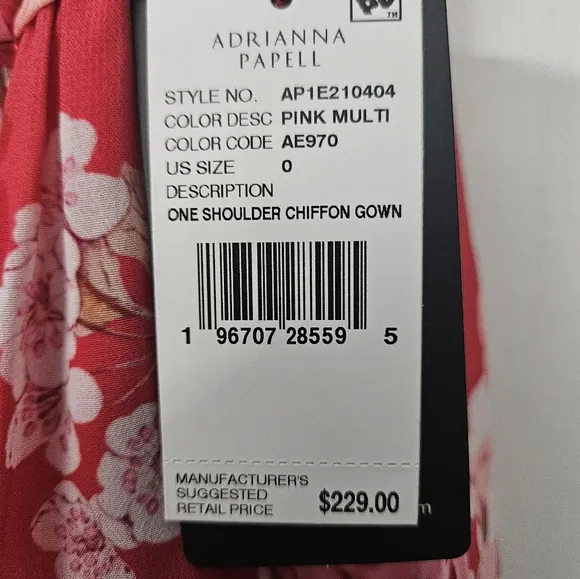 ADRIANNA
PAPELL
STYLE NO. AP1E210404
COLOR DESC PINK MULTI
COLOR CODE AE970
US SIZE 0
DESCRIPTION
ONE SHOULDER CHIFFON GOWN
1 96707 28559 5
MANUFACTURER'S
SUGGESTED
RETAIL PRICE $229.00